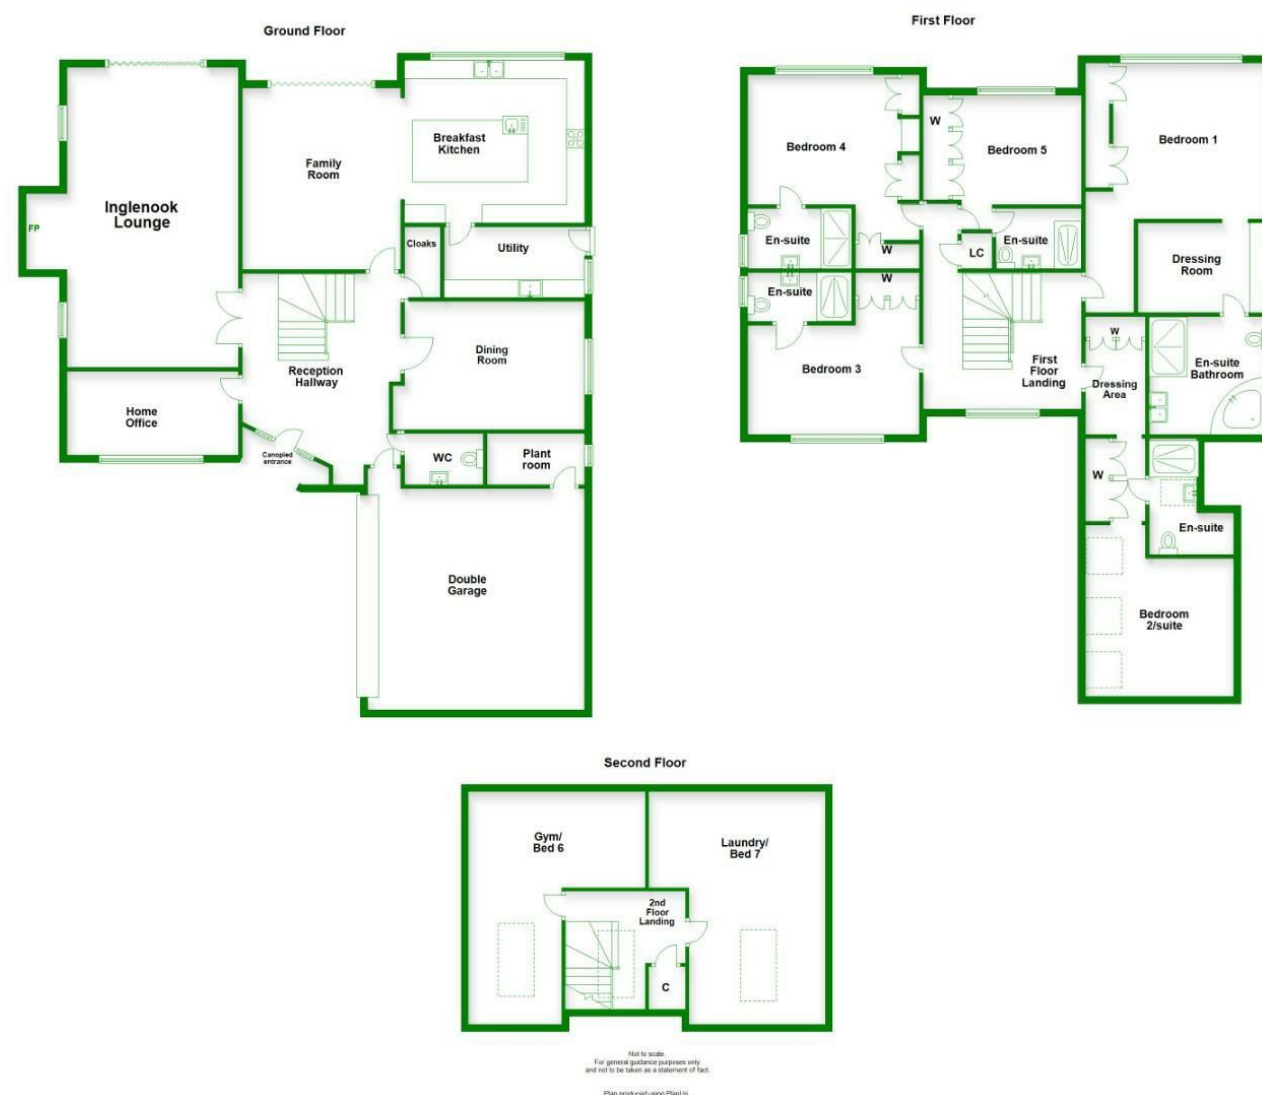 Ground Floor
Inglenook
Lounge
FP
Family
Room
Breakfast
Kitchen
Cloaks
Utility
Reception
Hallway
Dining
Room
Home
Office
Canopied
entrance
WC
Plant
room
Double
Garage
First Floor
Bedroom 4
W
Bedroom 5
Bedroom 1
En-suite
W
LC
En-suite
Dressing
Room
En-suite
W
Bedroom 3
First
Floor
Landing
W
Dressing
Area
En-suite
Bathroom
W
En-suite
Bedroom
2/suite
Second Floor
Gym/
Bed 6
Laundry/
Bed 7
2nd
Floor
Landing
C
Not to scale.
For general guidance purposes only
and not to be taken as a statement of fact.
Plan produced using PlanUp.